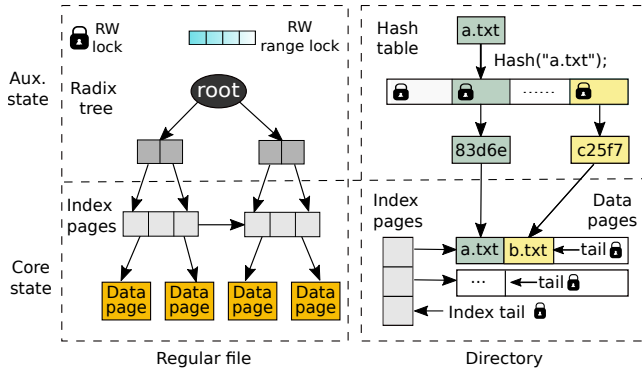 RW
lock
RW
range lock
Aux.
state
Radix
tree
root
Index
pages
Core
state
Data
page
Data
page
Data
page
Data
page
Regular file
Hash
table
a.txt
Hash("a.txt");
......
83d6e
c25f7
Index
pages
Data
pages
a.txt
b.txt
tail
...
tail
Index tail
Directory